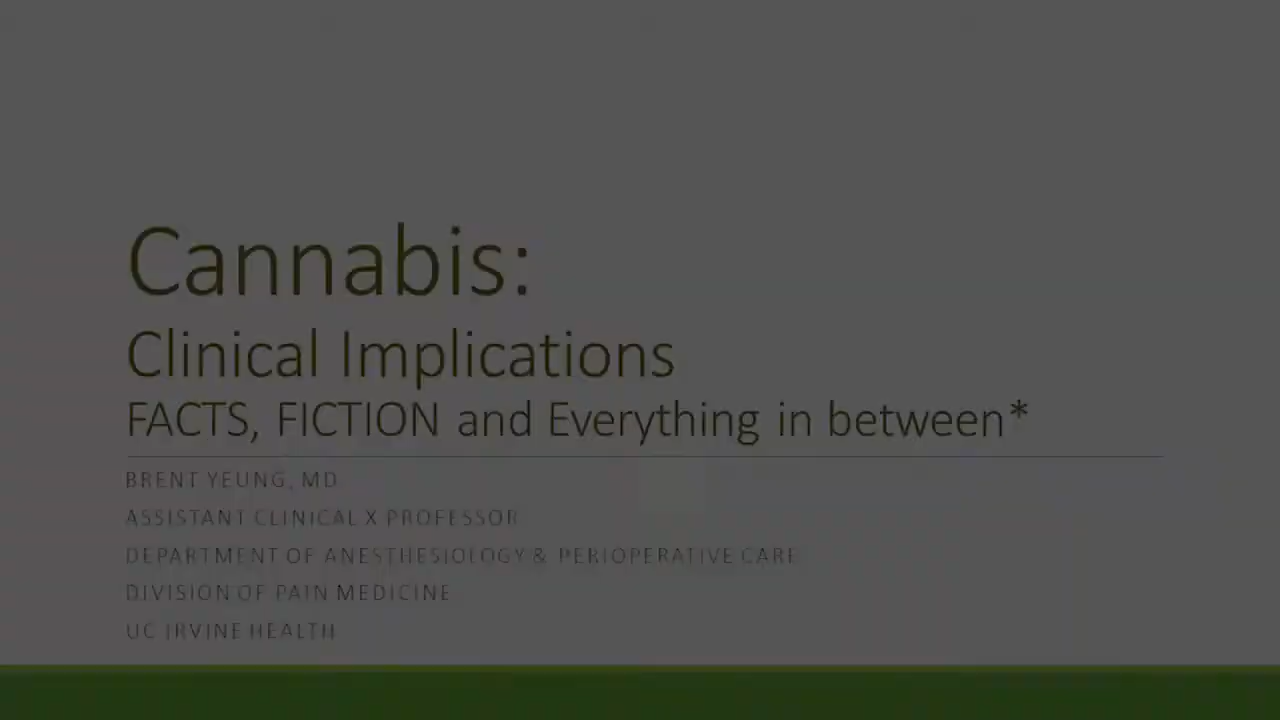 Cannabis:
Clinical Implications
FACTS, FICTION and Everything in between*
BRENT YEUNG, MD
ASSISTANT CLINICAL X PROFESSOR
DEPARTMENT OF ANESTHESIOLOGY & PERIOPERATIVE CARE
DIVISION OF PAIN MEDICINE
UC IRVINE HEALTH